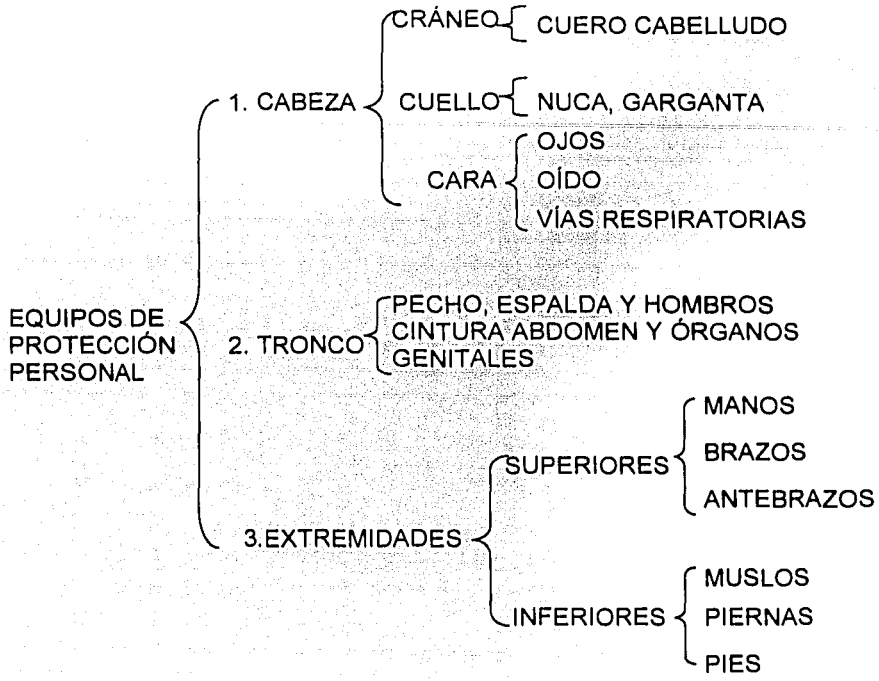 EQUIPOS DE
PROTECCIÓN
PERSONAL
1. CABEZA
CRÁNEO
CUERO CABELLUDO
CUELLO
NUCA, GARGANTA
CARA
OJOS
OÍDO
VÍAS RESPIRATORIAS
2. TRONCO
PECHO, ESPALDA Y HOMBROS
CINTURA ABDOMEN Y ÓRGANOS
GENITALES
3.EXTREMIDADES
SUPERIORES
MANOS
BRAZOS
ANTEBRAZOS
INFERIORES
MUSLOS
PIERNAS
PIES